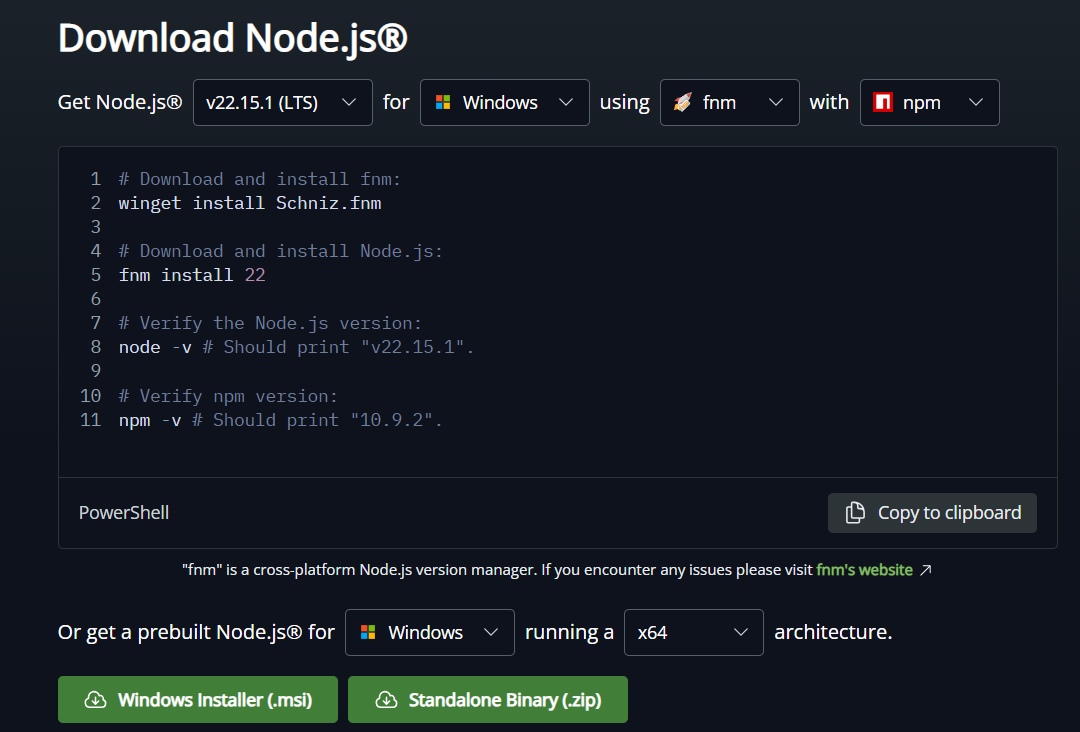 Download Node.js®
Get Node.js® v22.15.1 (LTS) for Windows using fnm with npm
1 # Download and install fnm:
2 winget install Schniz.fnm
3
4 # Download and install Node.js:
5 fnm install 22
6
7 # Verify the Node.js version:
8 node -v # Should print "v22.15.1".
9
10 # Verify npm version:
11 npm -v # Should print "10.9.2".
PowerShell Copy to clipboard
"fnm" is a cross-platform Node.js version manager. If you encounter any issues please visit fnm's website
Or get a prebuilt Node.js® for Windows running a x64 architecture.
Windows Installer (.msi) Standalone Binary (.zip)